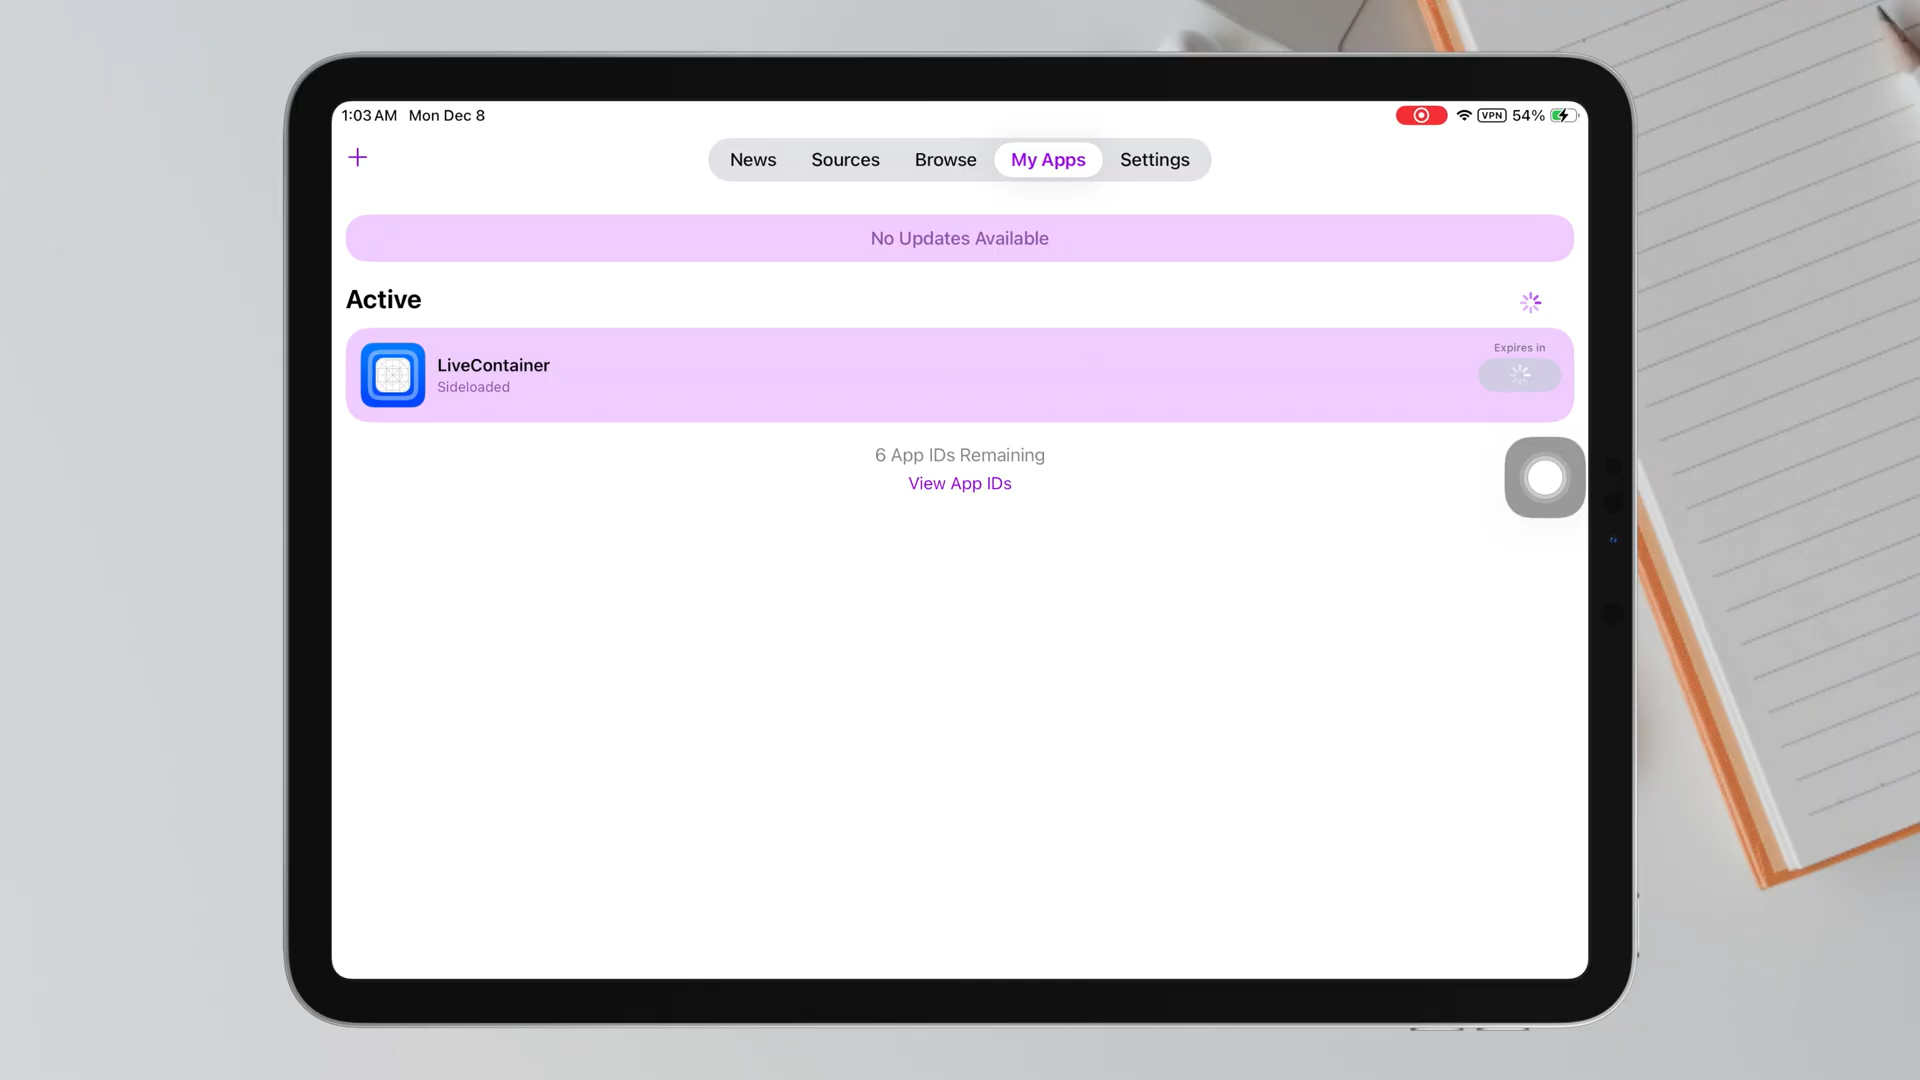 1:03 AM Mon Dec 8
VPN 54%
News Sources Browse My Apps Settings
No Updates Available
Active
LiveContainer
Sideloaded
Expires in
6 App IDs Remaining
View App IDs